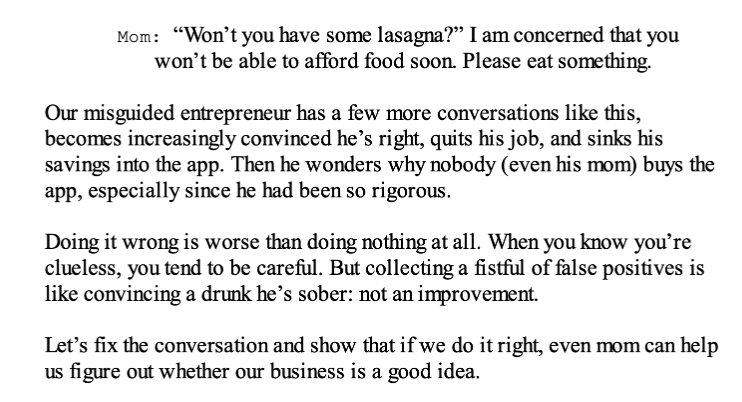 Mom: “Won’t you have some lasagna?” I am concerned that you
won’t be able to afford food soon. Please eat something.
Our misguided entrepreneur has a few more conversations like this,
becomes increasingly convinced he’s right, quits his job, and sinks his
savings into the app. Then he wonders why nobody (even his mom) buys the
app, especially since he had been so rigorous.
Doing it wrong is worse than doing nothing at all. When you know you’re
clueless, you tend to be careful. But collecting a fistful of false positives is
like convincing a drunk he’s sober: not an improvement.
Let’s fix the conversation and show that if we do it right, even mom can help
us figure out whether our business is a good idea.